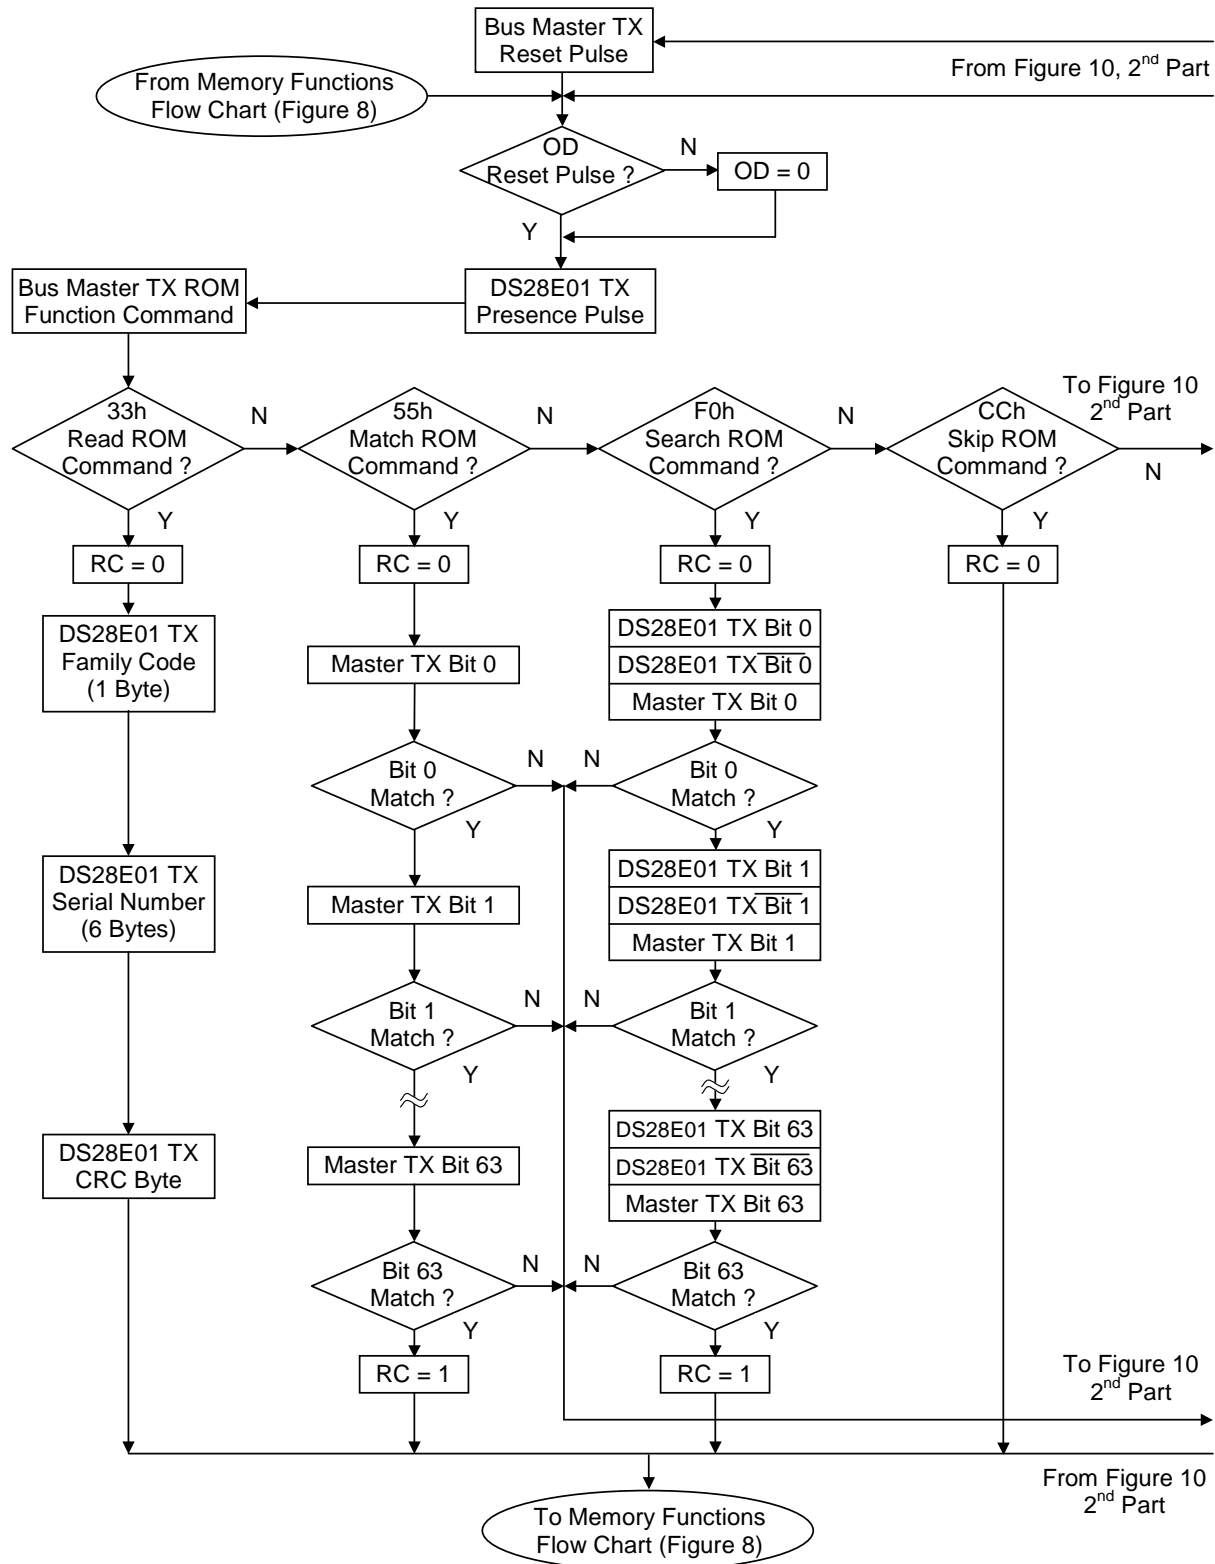 Bus Master TX
Reset Pulse
From Figure 10, 2nd Part
From Memory Functions
Flow Chart (Figure 8)
OD
Reset Pulse ?
N
OD = 0
Y
Bus Master TX ROM
Function Command
DS28E01 TX
Presence Pulse
33h
Read ROM
Command ?
N
55h
Match ROM
Command ?
N
F0h
Search ROM
Command ?
N
CCh
Skip ROM
Command ?
To Figure 10
2nd Part
N
Y
Y
Y
Y
RC = 0
RC = 0
RC = 0
RC = 0
DS28E01 TX
Family Code
(1 Byte)
Master TX Bit 0
DS28E01 TX Bit 0
DS28E01 TX Bit 0
Master TX Bit 0
Bit 0
Match ?
N
N
Bit 0
Match ?
Y
Y
DS28E01 TX
Serial Number
(6 Bytes)
Master TX Bit 1
DS28E01 TX Bit 1
DS28E01 TX Bit 1
Master TX Bit 1
Bit 1
Match ?
N
N
Bit 1
Match ?
Y
Y
DS28E01 TX
CRC Byte
Master TX Bit 63
DS28E01 TX Bit 63
DS28E01 TX Bit 63
Master TX Bit 63
Bit 63
Match ?
N
N
Bit 63
Match ?
Y
Y
RC = 1
RC = 1
To Figure 10
2nd Part
From Figure 10
2nd Part
To Memory Functions
Flow Chart (Figure 8)